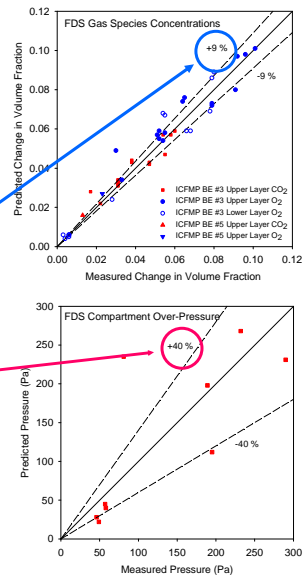 FDS Gas Species Concentrations
+9 %
-9 %
0.12
0.10
0.08
0.06
0.04
0.02
0.00
Predicted Change in Volume Fraction
ICFMP BE #3 Upper Layer CO2
ICFMP BE #3 Upper Layer O2
ICFMP BE #3 Lower Layer O2
ICFMP BE #5 Upper Layer CO2
ICFMP BE #5 Upper Layer O2
0.00 0.02 0.04 0.06 0.08 0.10 0.12
Measured Change in Volume Fraction
FDS Compartment Over-Pressure
+40 %
-40 %
300
250
200
150
100
50
0
Predicted Pressure (Pa)
0 50 100 150 200 250 300
Measured Pressure (Pa)